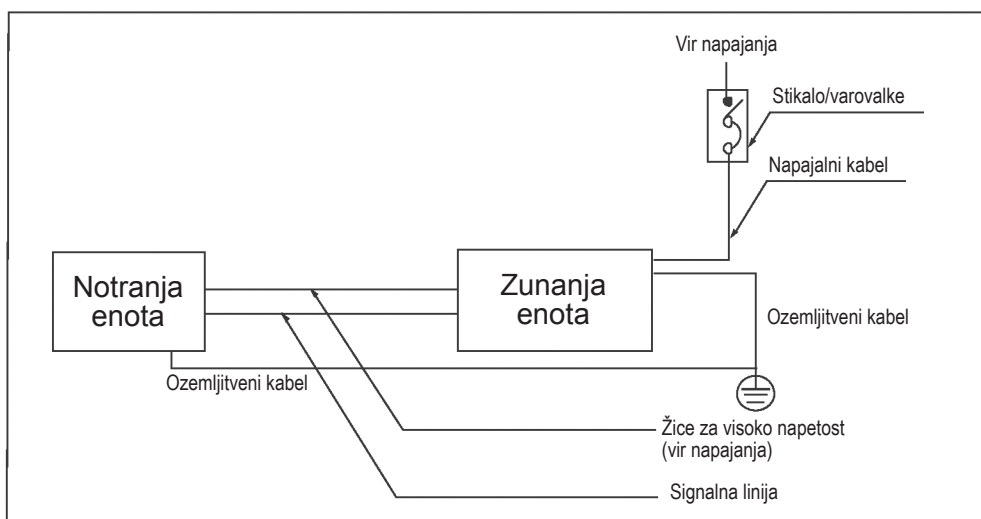 Vir napajanja
Stikalo/varovalke
Napajalni kabel
Notranja
enota
Zunanja
enota
Ozemljitveni kabel
Ozemljitveni kabel
Žice za visoko napetost
(vir napajanja)
Signalna linija